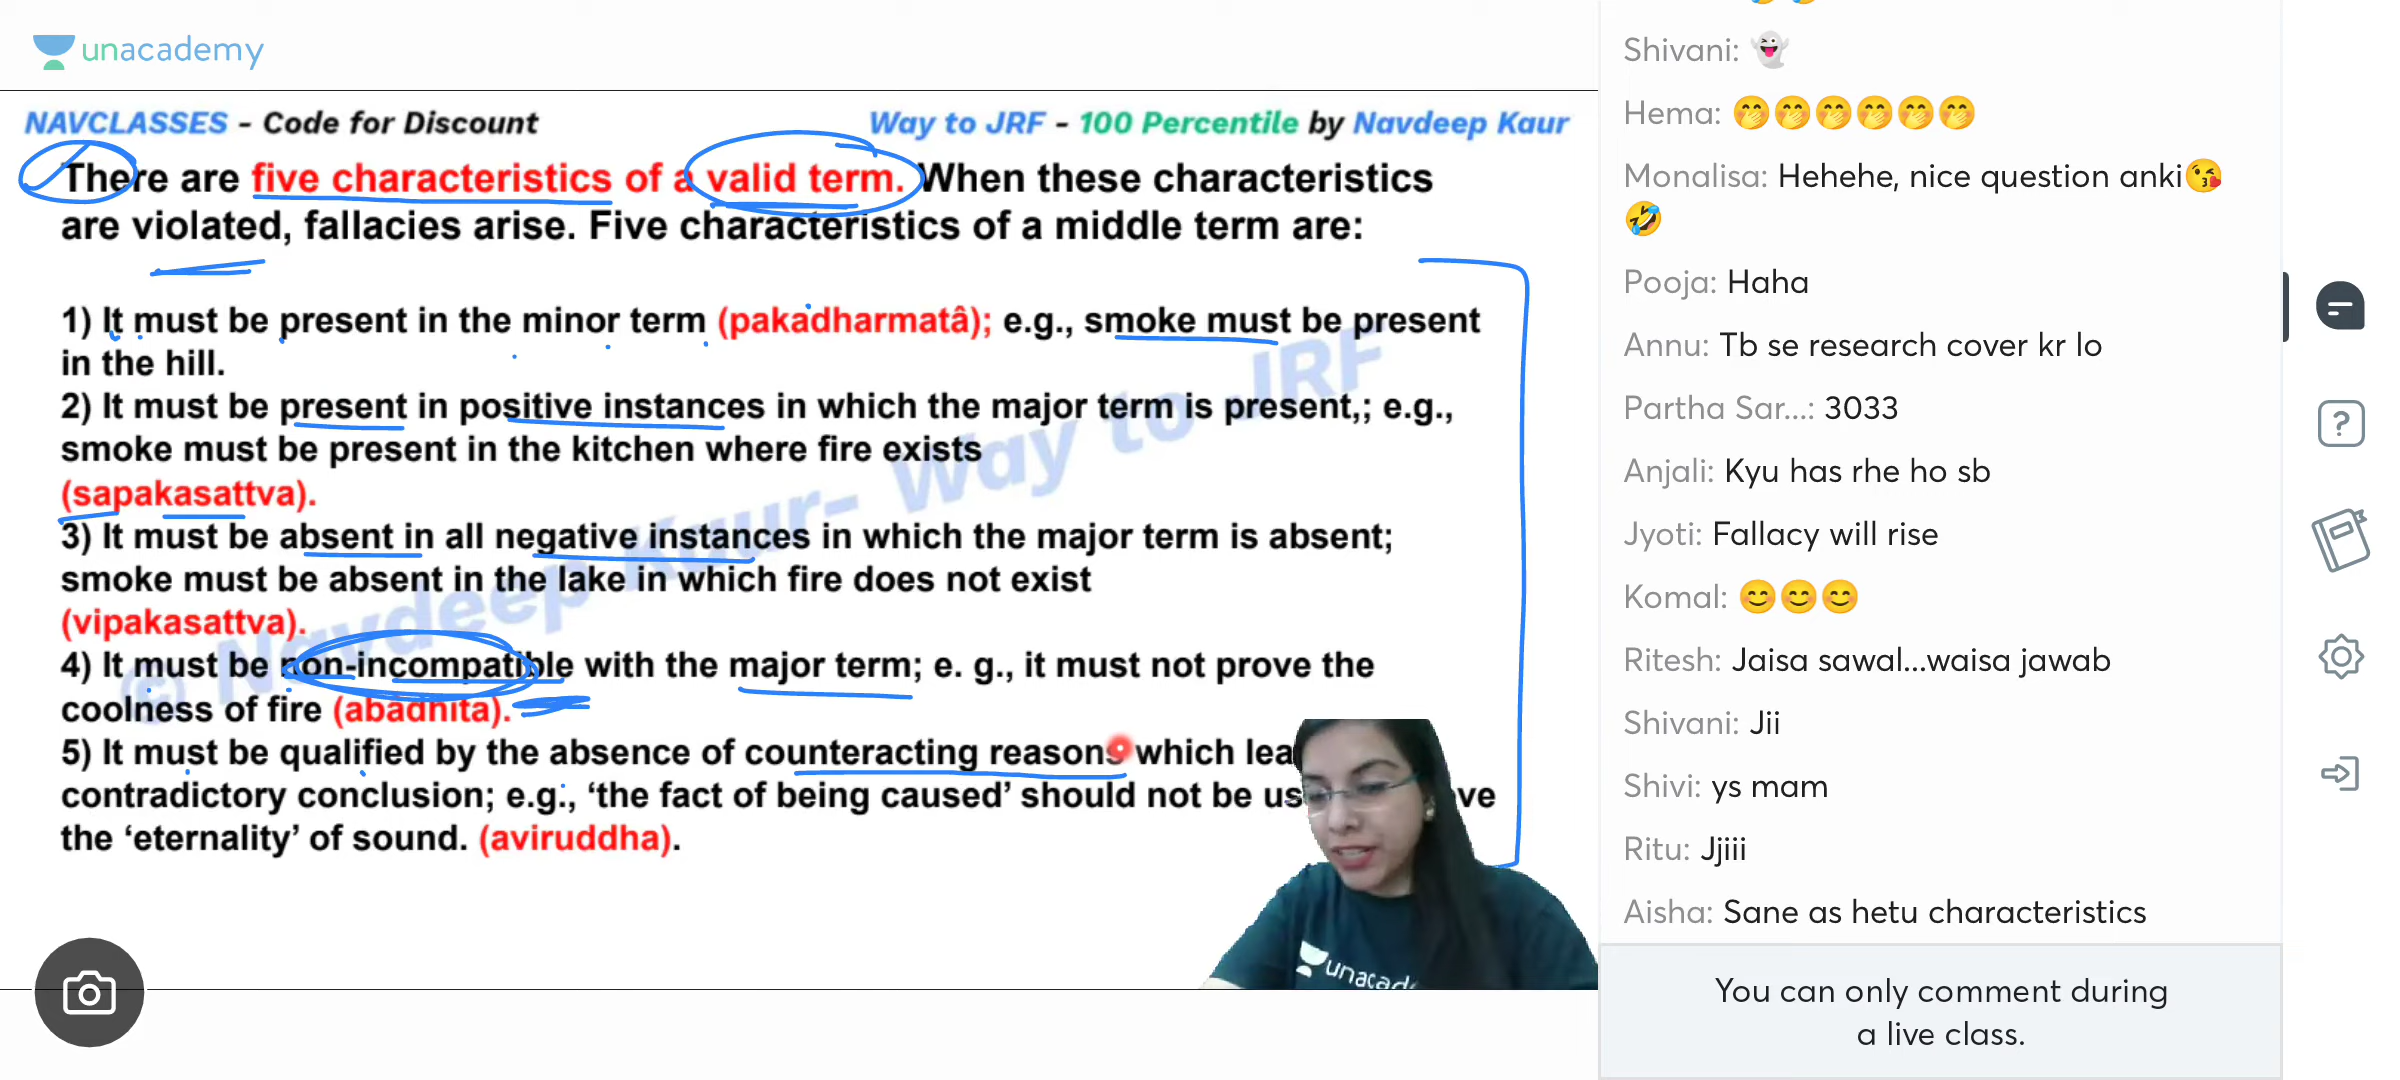 unacademy
NAVCLASSES - Code for Discount
Way to JRF - 100 Percentile by Navdeep Kaur
There are five characteristics of a valid term. When these characteristics
are violated, fallacies arise. Five characteristics of a middle term are:
1) It must be present in the minor term (pakadharmatâ); e.g., smoke must be present
in the hill.
2) It must be present in positive instances in which the major term is present,; e.g.,
smoke must be present in the kitchen where fire exists
(sapakasattva).
3) It must be absent in all negative instances in which the major term is absent;
smoke must be absent in the lake in which fire does not exist
(vipakasattva).
4) It must be non-incompatible with the major term; e. g., it must not prove the
coolness of fire (abadhita).
5) It must be qualified by the absence of counteracting reasons which
contradictory conclusion; e.g., ‘the fact of being caused’ should not be
the ‘eternality’ of sound. (aviruddha).
© Navdeep Kaur- Way to JRF
Shivani: 👻
Hema: 🤭🤭🤭🤭🤭🤭
Monalisa: Hehehe, nice question anki😘
🤣
Pooja: Haha
Annu: Tb se research cover kr lo
Partha Sar...: 3033
Anjali: Kyu has rhe ho sb
Jyoti: Fallacy will rise
Komal: 😊😊😊
Ritesh: Jaisa sawal...waisa jawab
Shivani: Jii
Shivi: ys mam
Ritu: Jjiii
Aisha: Sane as hetu characteristics
You can only comment during
a live class.